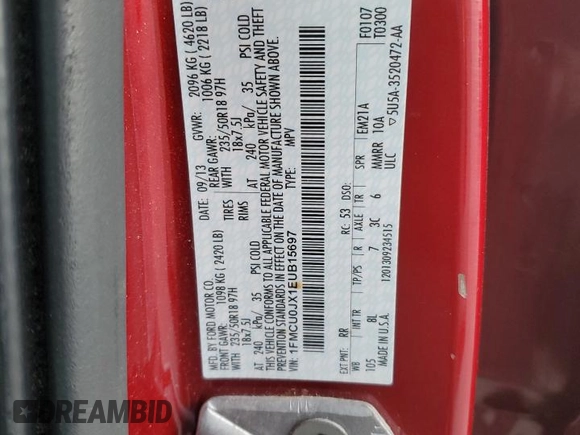 MFD. BY FORD MOTOR CO.
DATE: 09/13 GVWR: 2096 KG ( 4620 LB)
FRONT GAWR: 1098 KG ( 2420 LB) REAR GAWR: 1006 KG ( 2218 LB)
235/50R18 97H TIRES WITH 235/50R18 97H
18x7.5J RIMS 18x7.5J
AT 240 kPa/ 35 PSI COLD AT 240 kPa/ 35 PSI COLD
THIS VEHICLE CONFORMS TO ALL APPLICABLE FEDERAL MOTOR VEHICLE SAFETY AND THEFT
PREVENTION STANDARDS IN EFFECT ON THE DATE OF MANUFACTURE SHOWN ABOVE.
VIN: 1FMCU0JX1EUB15697 TYPE: MPV
F0107
T0300
EXT PNT: RR RC: 53 DSO:
WB INT TR TP/PS R AXLE TR SPR EM21A
105 8L 7 3C 6 MMRR 10A
ULC
1201309234515
MADE IN U.S.A. ▽5U5A-3520472-AA
DREAMBID